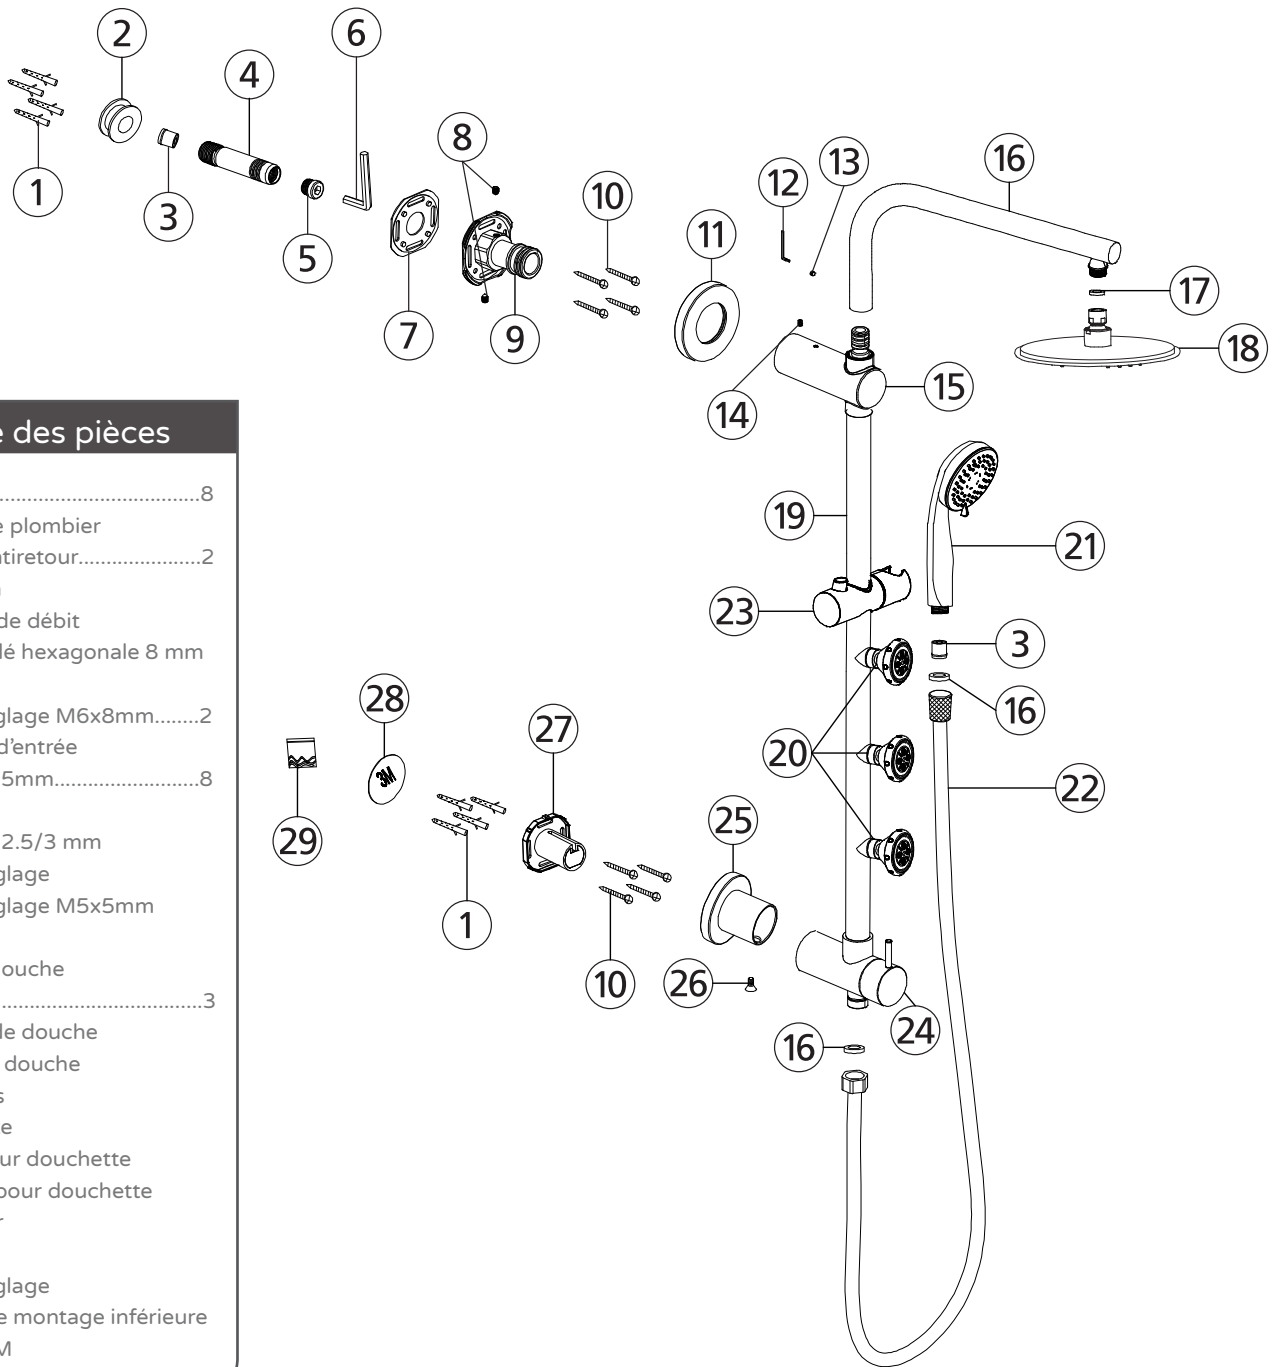 2
6
4
8
13
16
12
10
1
3
11
5
17
7
9
18
15
14
e des pièces
........................................8
e plombier
ntiretour......................2
de débit
lé hexagonale 8 mm
glage M6x8mm........2
d’entrée
5mm..........................8
2.5/3 mm
glage
glage M5x5mm
ouche
.......................................3
de douche
douche
s
e
ur douchette
pour douchette
r
glage
e montage inférieure
M
19
21
23
3
28
16
27
20
3M
22
25
29
1
10
26
24
16